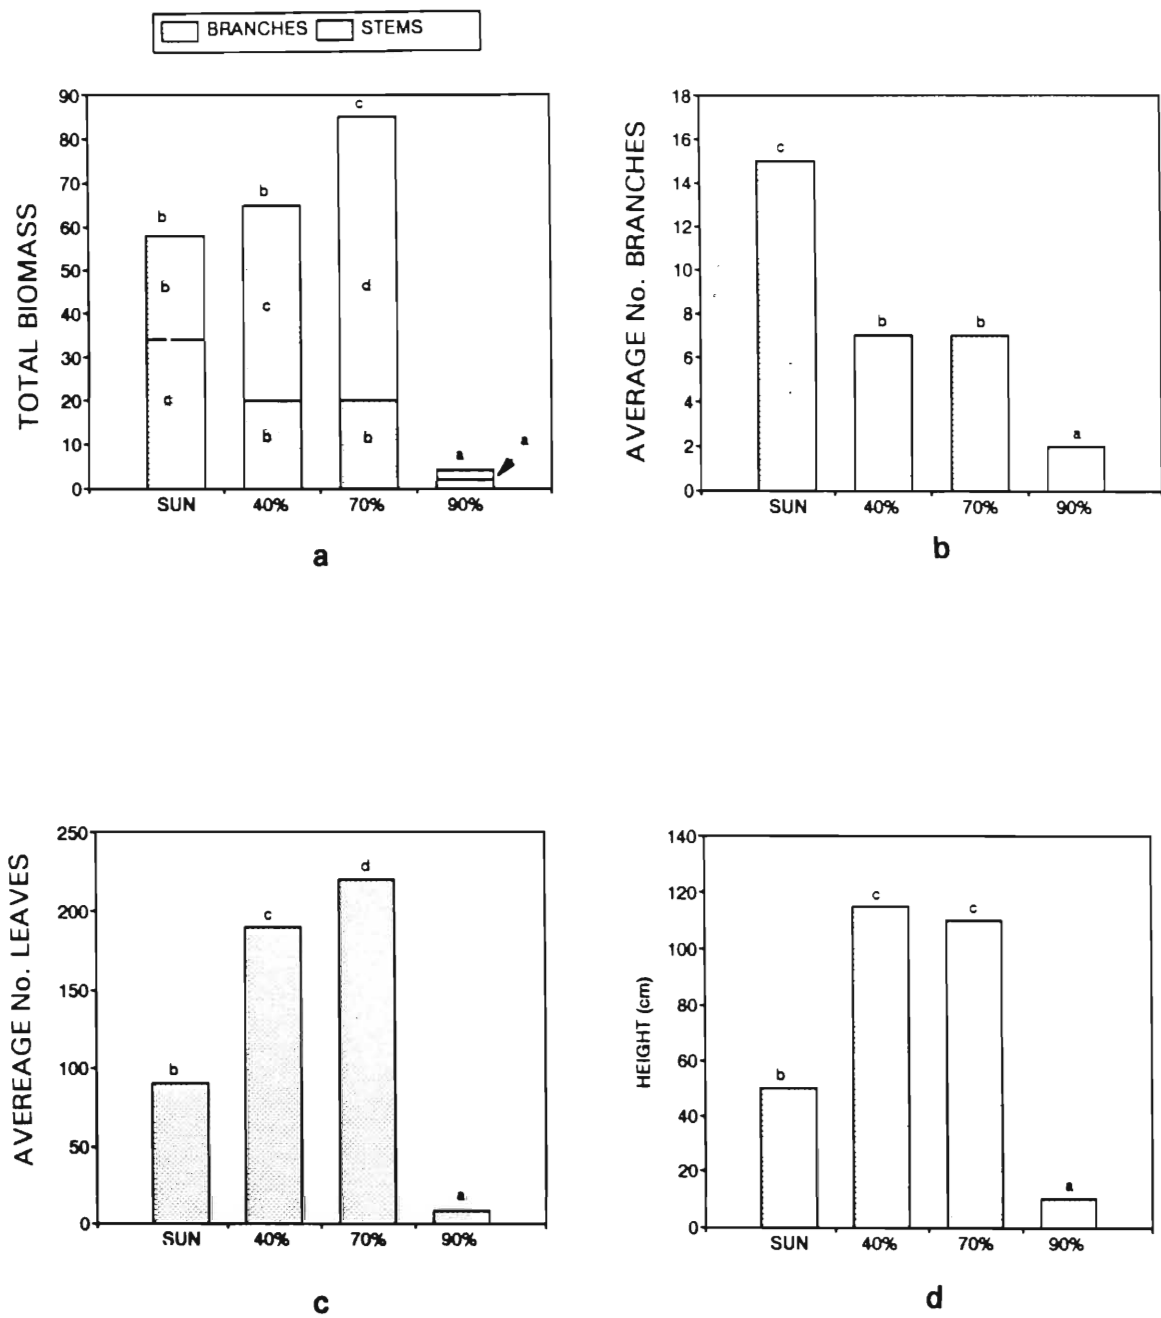 BRANCHES STEMS
TOTAL BIOMASS
90
80
70
60
50
40
30
20
10
0
b
b
c
b
c
b
c
d
b
a
a
SUN 40% 70% 90%
a
AVERAGE No. BRANCHES
18
16
14
12
10
8
6
4
2
0
c
b
b
a
SUN 40% 70% 90%
b
AVEREAGE No. LEAVES
250
200
150
100
50
0
b
c
d
a
SUN 40% 70% 90%
c
HEIGHT (cm)
140
120
100
80
60
40
20
0
b
c
c
a
SUN 40% 70% 90%
d